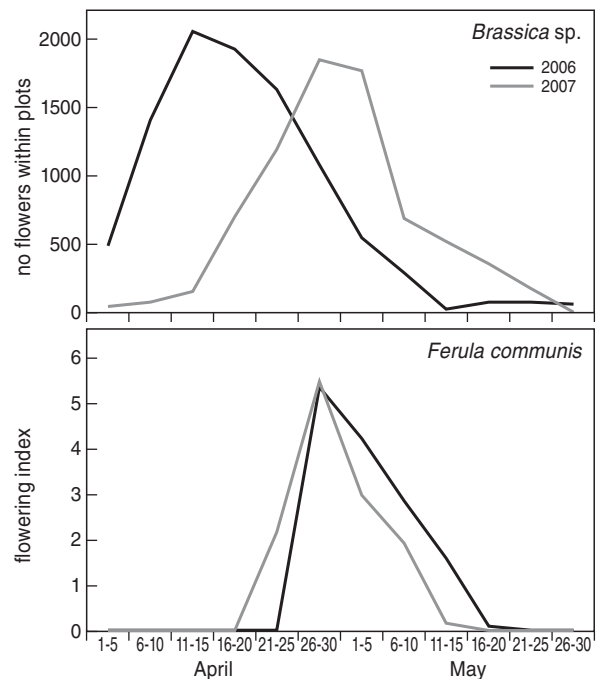 Brassica sp.
2006
2007
no flowers within plots
2000
1500
1000
500
0
Ferula communis
flowering index
6
5
4
3
2
1
0
1-5 6-10 11-15 16-20 21-25 26-30 1-5 6-10 11-15 16-20 21-25 26-30
April May